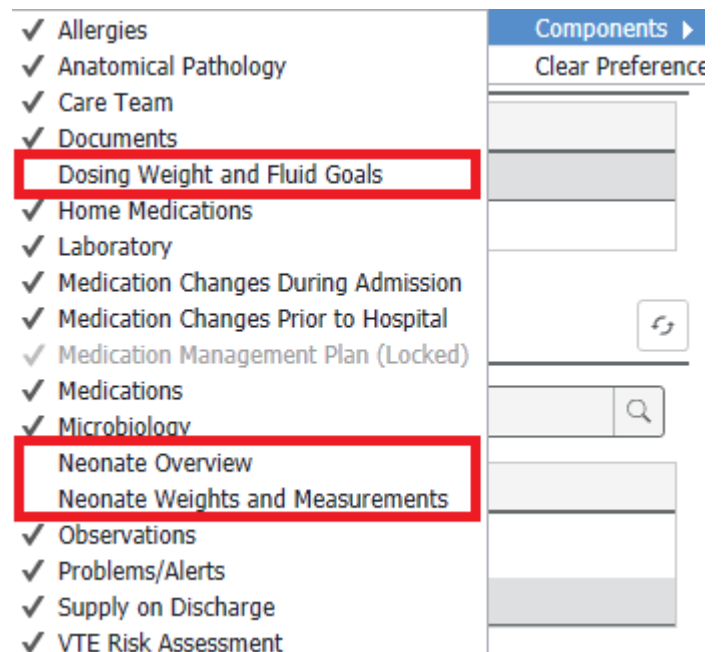 Allergies
Anatomical Pathology
Care Team
Documents
Dosing Weight and Fluid Goals
Home Medications
Laboratory
Medication Changes During Admission
Medication Changes Prior to Hospital
Medication Management Plan (Locked)
Medications
Microbiology
Neonate Overview
Neonate Weights and Measurements
Observations
Problems/Alerts
Supply on Discharge
VTE Risk Assessment
Components
Clear Preference